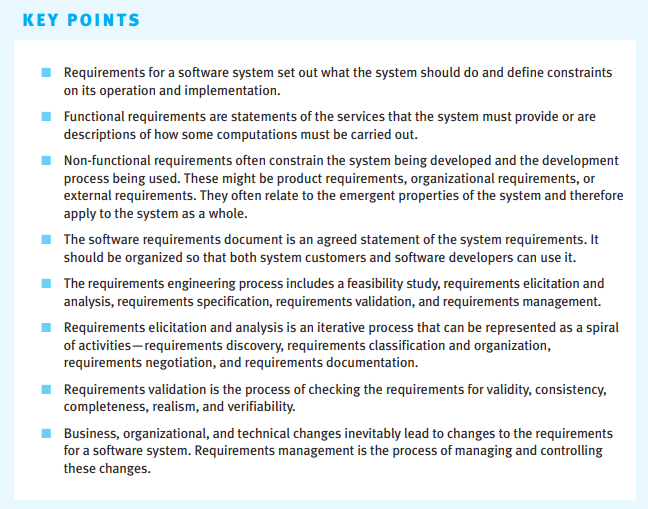 KEY POINTS
■ Requirements for a software system set out what the system should do and define constraints
on its operation and implementation.
■ Functional requirements are statements of the services that the system must provide or are
descriptions of how some computations must be carried out.
■ Non-functional requirements often constrain the system being developed and the development
process being used. These might be product requirements, organizational requirements, or
external requirements. They often relate to the emergent properties of the system and therefore
apply to the system as a whole.
■ The software requirements document is an agreed statement of the system requirements. It
should be organized so that both system customers and software developers can use it.
■ The requirements engineering process includes a feasibility study, requirements elicitation and
analysis, requirements specification, requirements validation, and requirements management.
■ Requirements elicitation and analysis is an iterative process that can be represented as a spiral
of activities—requirements discovery, requirements classification and organization,
requirements negotiation, and requirements documentation.
■ Requirements validation is the process of checking the requirements for validity, consistency,
completeness, realism, and verifiability.
■ Business, organizational, and technical changes inevitably lead to changes to the requirements
for a software system. Requirements management is the process of managing and controlling
these changes.